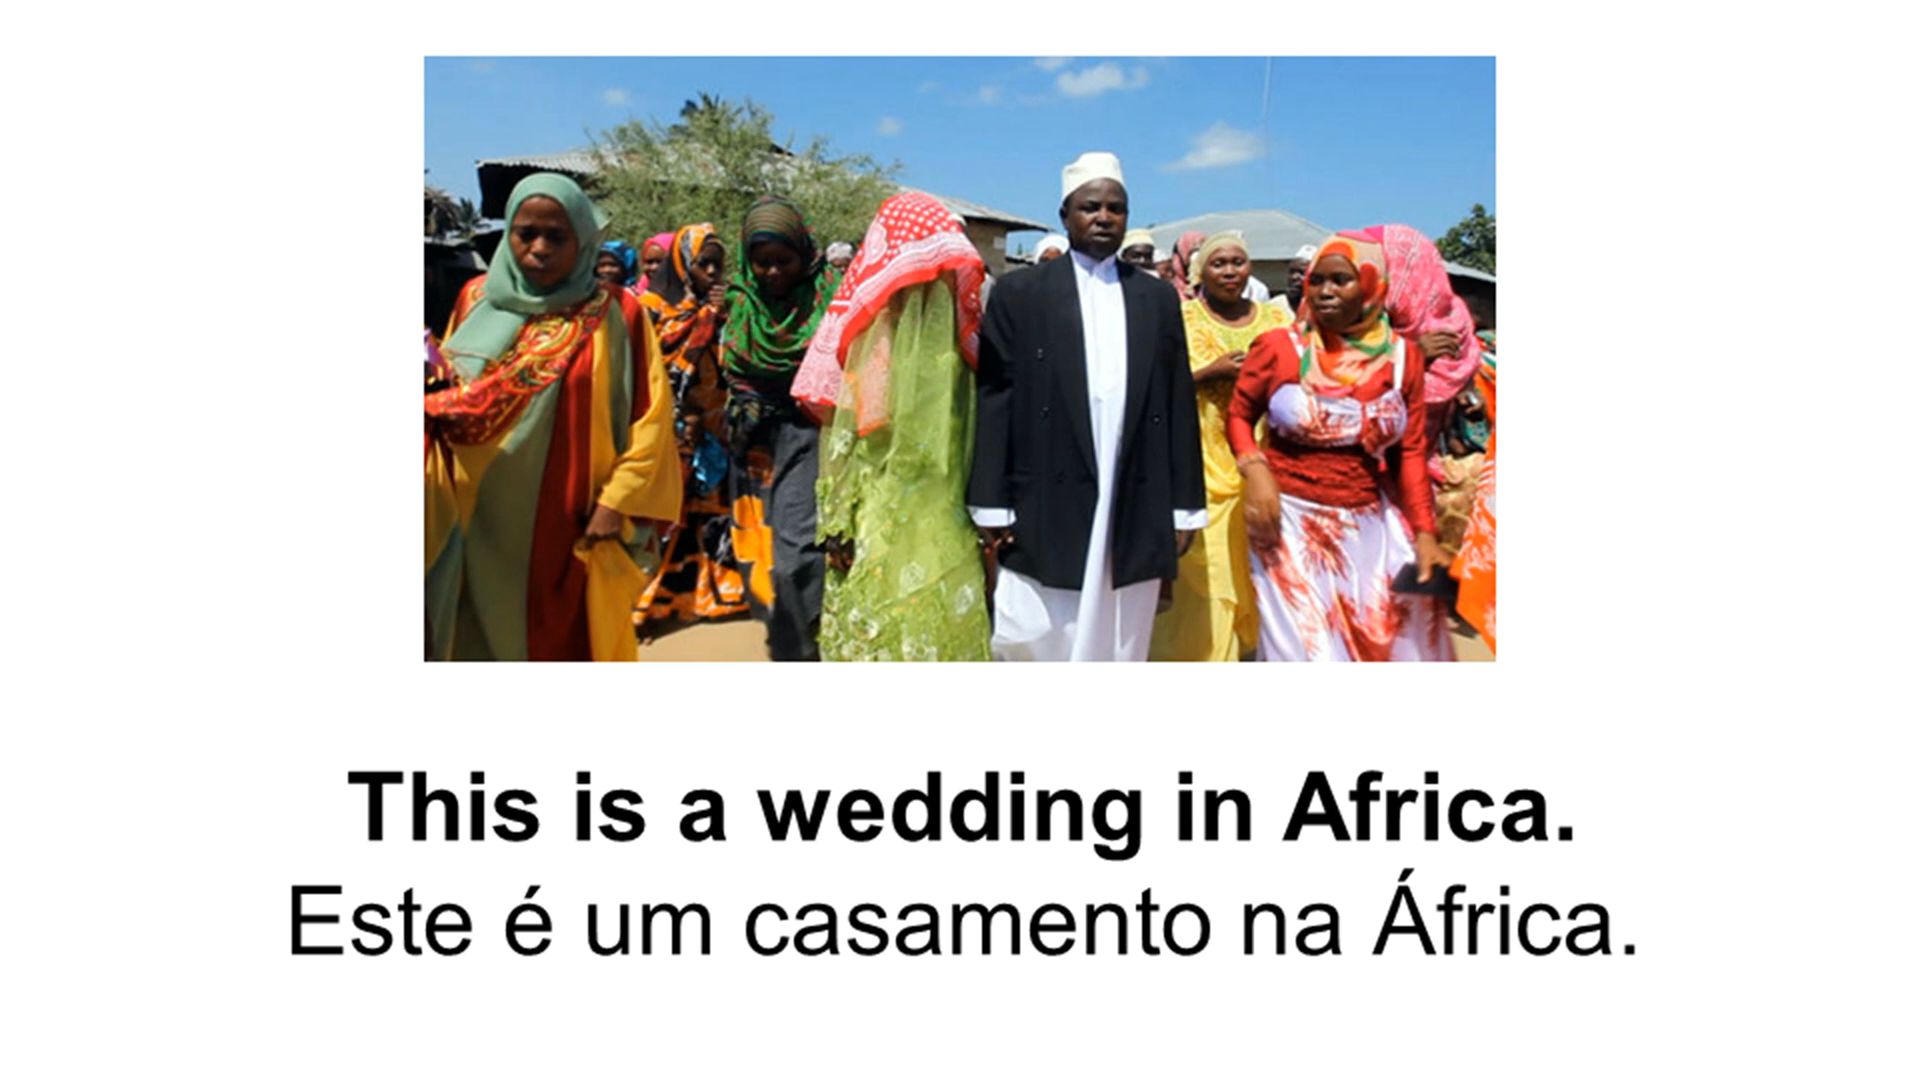 This is a wedding in Africa.
Este é um casamento na África.